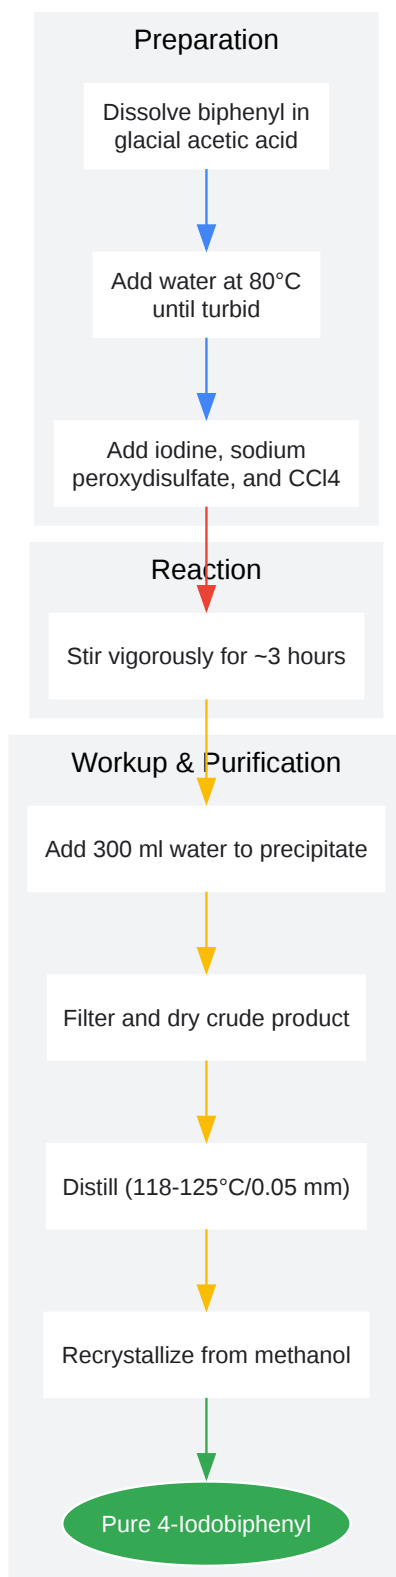 Preparation
Dissolve biphenyl in
glacial acetic acid
Add water at 80°C
until turbid
Add iodine, sodium
peroxydisulfate, and CCl4
Reaction
Stir vigorously for ~3 hours
Workup & Purification
Add 300 ml water to precipitate
Filter and dry crude product
Distill (118-125°C/0.05 mm)
Recrystallize from methanol
Pure 4-Iodobiphenyl